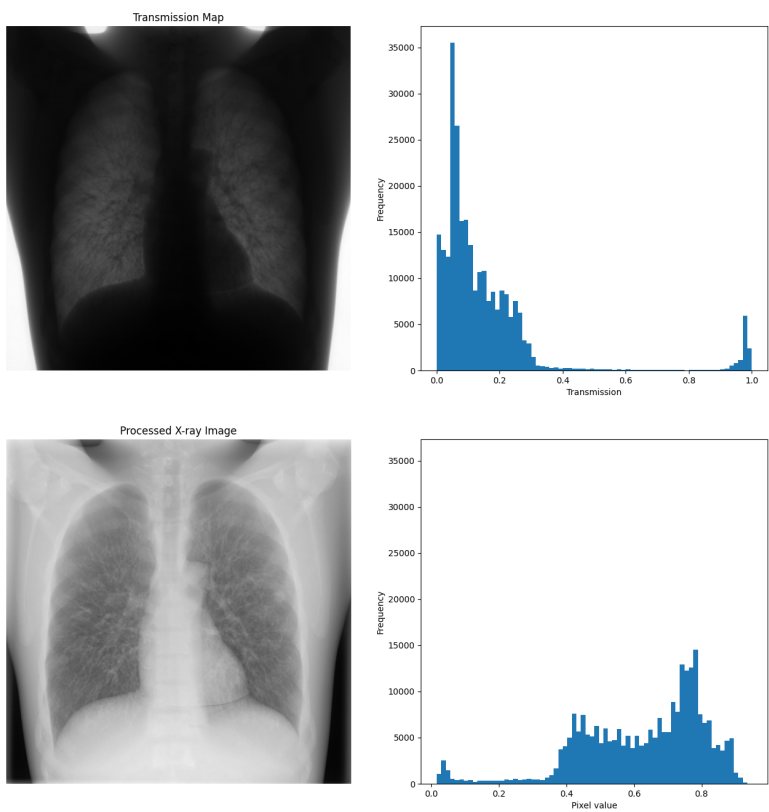 Transmission Map
35000
30000
25000
20000
15000
10000
5000
0
Frequency
0.0 0.2 0.4 0.6 0.8 1.0
Transmission
Processed X-ray Image
35000
30000
25000
20000
15000
10000
5000
0
Frequency
0.0 0.2 0.4 0.6 0.8
Pixel value